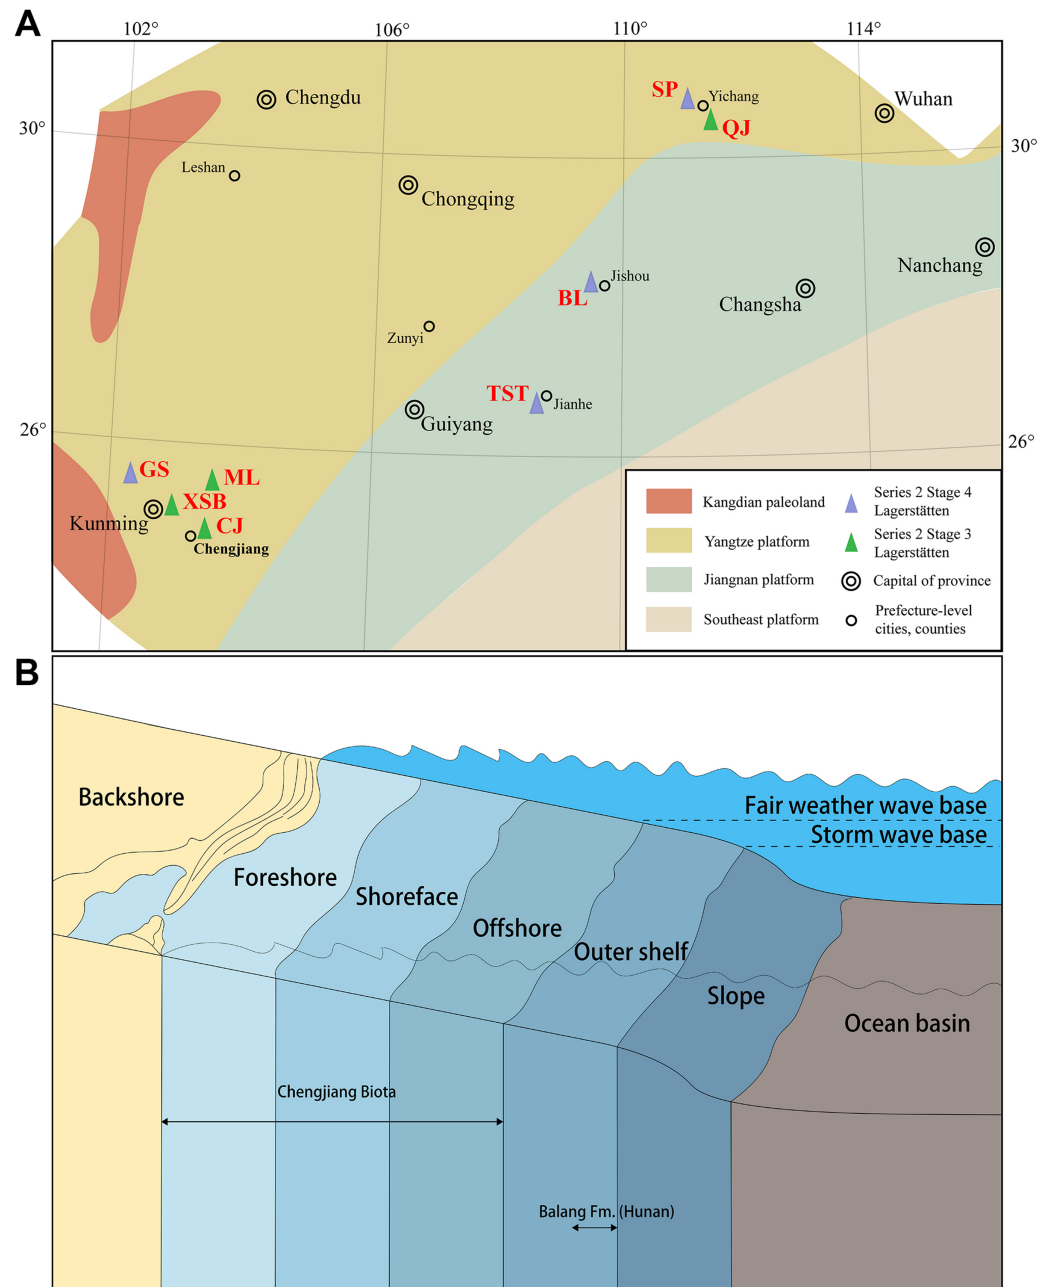 A
102°
106°
110°
114°
SP
Yichang
Wuhan
Chengdu
QJ
30°
30°
Leshan
Chongqing
Nanchang
Jishou
BL
Changsha
Zunyi
TST
Jianhe
Guiyang
26°
26°
GS
ML
XSB
Kunming
CJ
Chengjiang
Kangdian paleoland
Yangtze platform
Jiangnan platform
Southeast platform
Series 2 Stage 4
Lagerstätten
Series 2 Stage 3
Lagerstätten
Capital of province
Prefecture-level
cities, counties
B
Backshore
Fair weather wave base
Storm wave base
Foreshore
Shoreface
Offshore
Outer shelf
Slope
Ocean basin
Chengjiang Biota
Balang Fm. (Hunan)